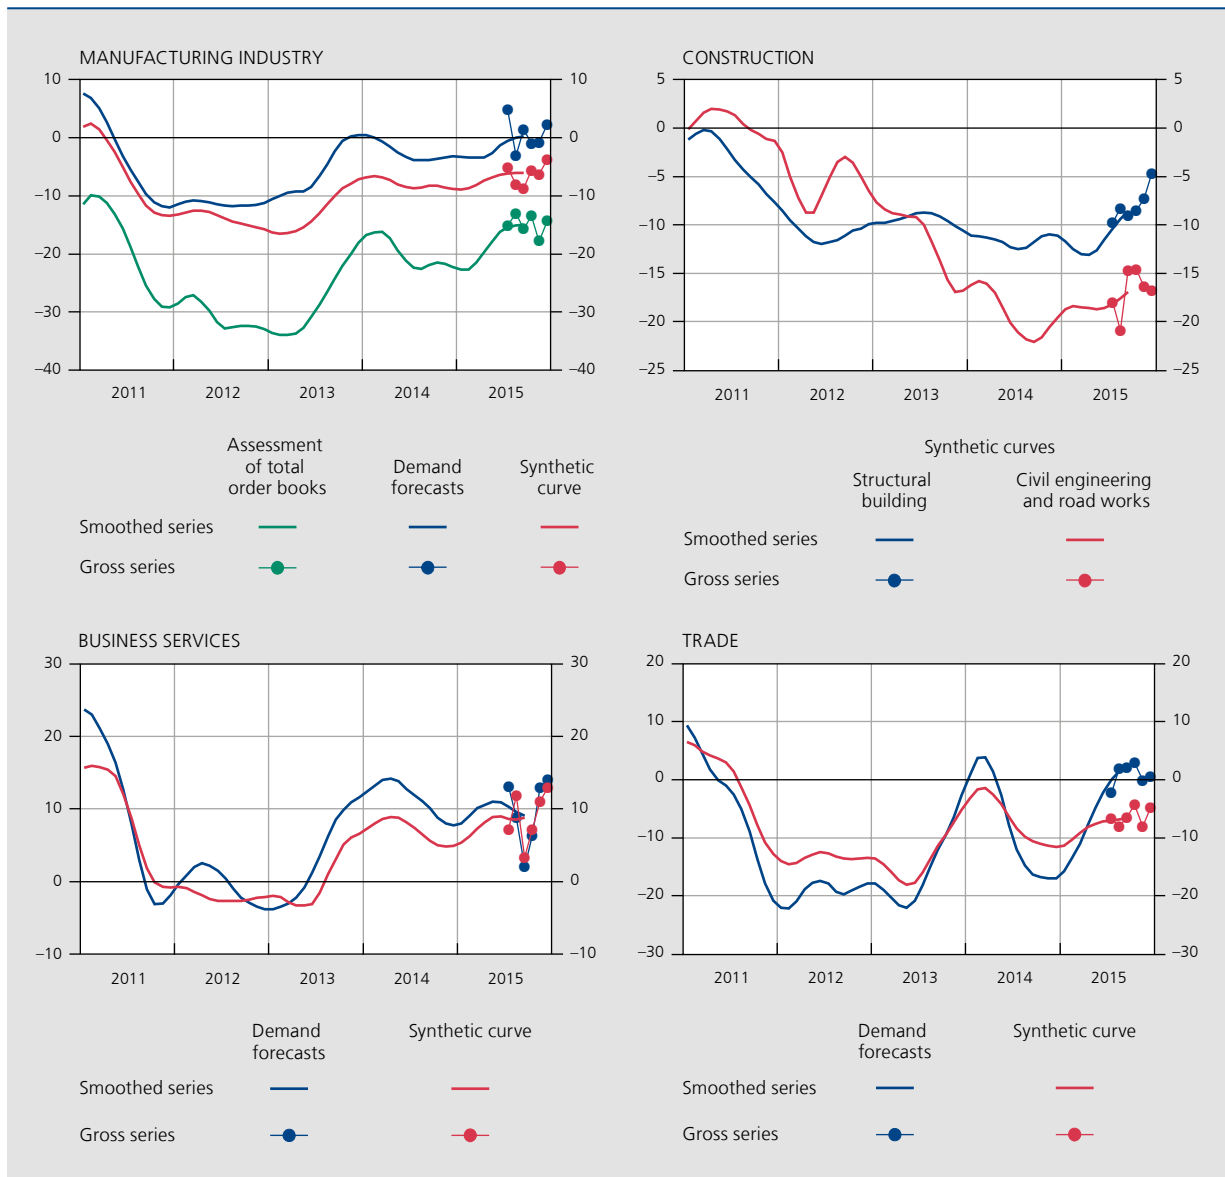 MANUFACTURING INDUSTRY
10 10
0 0
–10 –10
–20 –20
–30 –30
–40 –40
2011 2012 2013 2014 2015
Assessment
of total
order books
Demand
forecasts
Synthetic
curve
Smoothed series
Gross series
CONSTRUCTION
5 5
0 0
–5 –5
–10 –10
–15 –15
–20 –20
–25 –25
2011 2012 2013 2014 2015
Synthetic curves
Structural
building
Civil engineering
and road works
Smoothed series
Gross series
BUSINESS SERVICES
30 30
20 20
10 10
0 0
–10 –10
2011 2012 2013 2014 2015
Demand
forecasts
Synthetic curve
Smoothed series
Gross series
TRADE
20 20
10 10
0 0
–10 –10
–20 –20
–30 –30
2011 2012 2013 2014 2015
Demand
forecasts
Synthetic curve
Smoothed series
Gross series